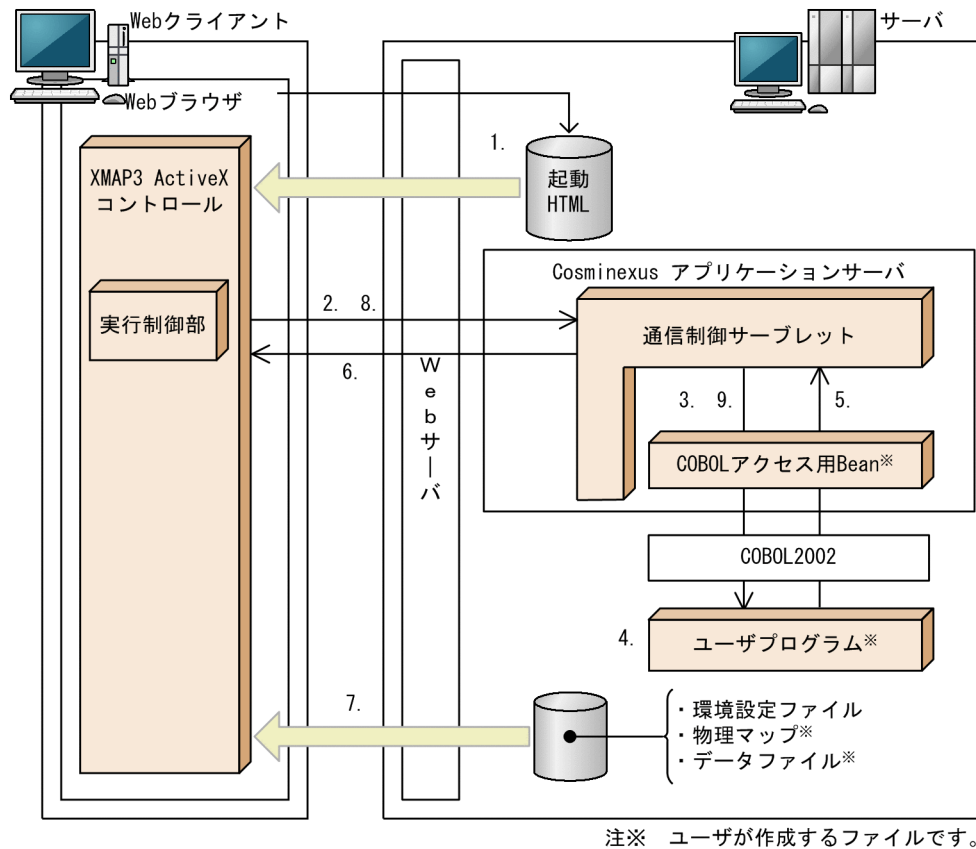 Webクライアント
サーバ
Webブラウザ
1.
起動
HTML
XMAP3 ActiveX
コントロール
Cosminexus アプリケーションサーバ
実行制御部
2. 8.
通信制御サーブレット
6.
Webサーバ
3. 9.
5.
COBOLアクセス用Bean※
COBOL2002
4.
ユーザプログラム※
7.
・環境設定ファイル
・物理マップ※
・データファイル※
注※ ユーザが作成するファイルです。